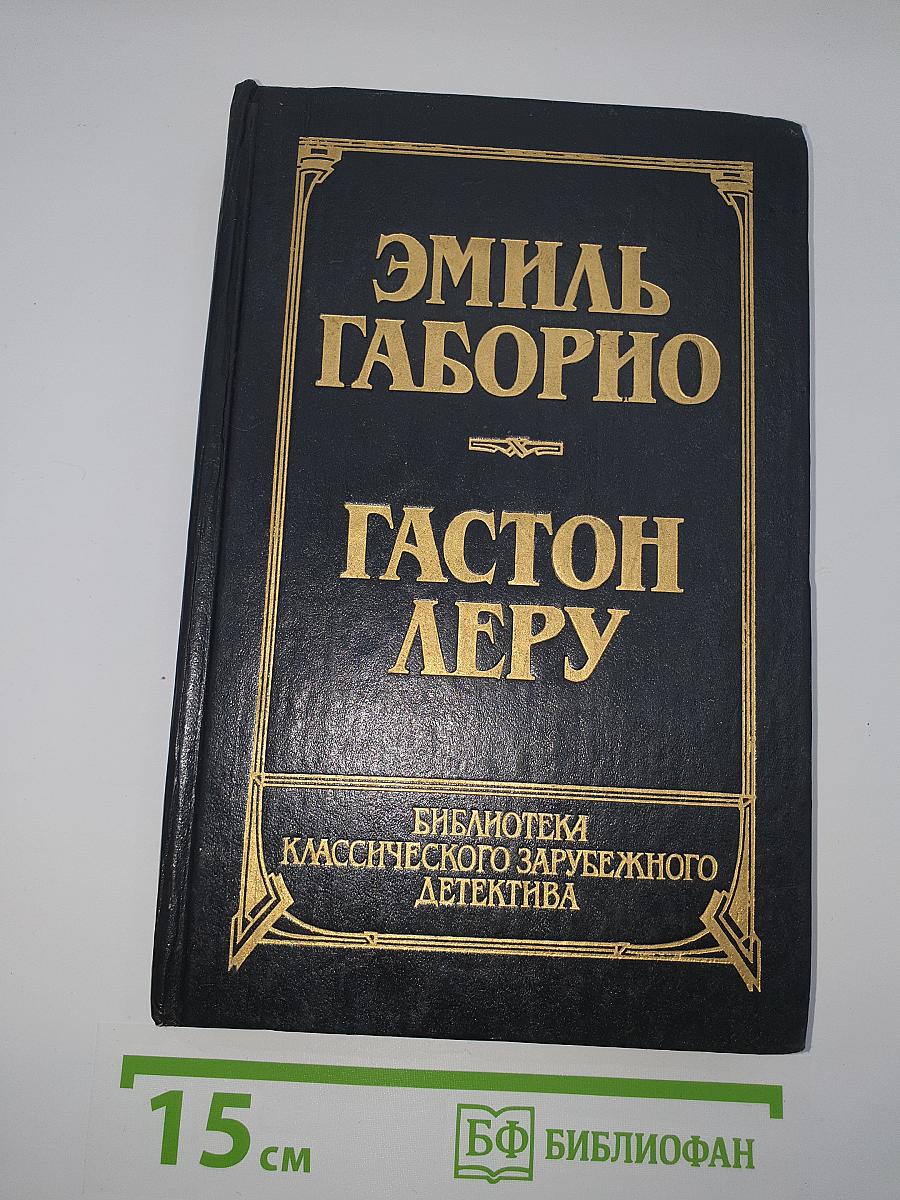 ЭМИЛЬ
ГАБОРИО
ГАСТОН
ЛЕРУ
БИБЛИОТЕКА
КЛАССИЧЕСКОГО ЗАРУБЕЖНОГО
ДЕТЕКТИВА
15 см
БФ БИБЛИОФАН